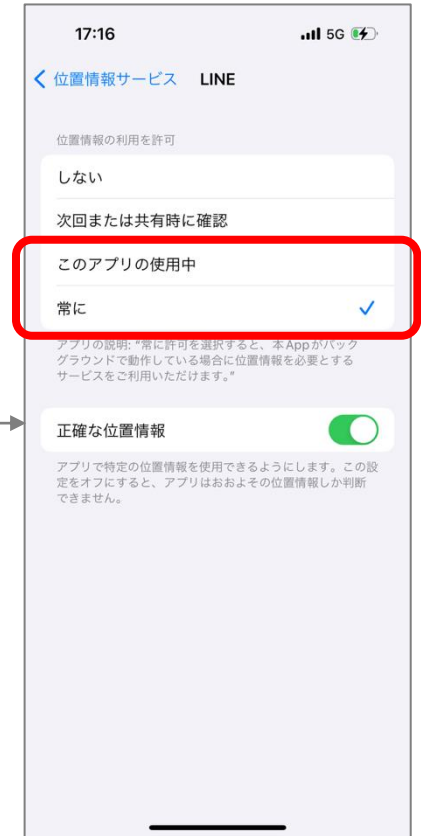 17:16 5G
位置情報サービス LINE
位置情報の利用を許可
しない
次回または共有時に確認
このアプリの使用中
常に
アプリの説明: "常に許可を選択すると、本Appがバック
グラウンドで動作している場合に位置情報を必要とする
サービスをご利用いただけます。"
正確な位置情報
アプリで特定の位置情報を使用できるようにします。この設
定をオフにすると、アプリはおおよその位置情報しか判断
できません。